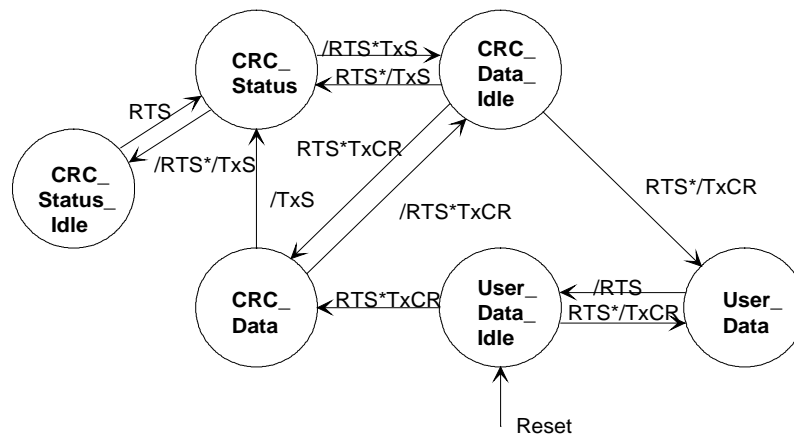 /RTS*TxS
CRC_
Status
RTS*/TxS
CRC_
Data_
Idle
RTS
/RTS*/TxS
RTS*TxCR
CRC_
Status_
Idle
/TxS
/RTS*TxCR
RTS*/TxCR
CRC_
Data
RTS*TxCR
User_
Data_
Idle
/RTS
RTS*/TxCR
User_
Data
Reset